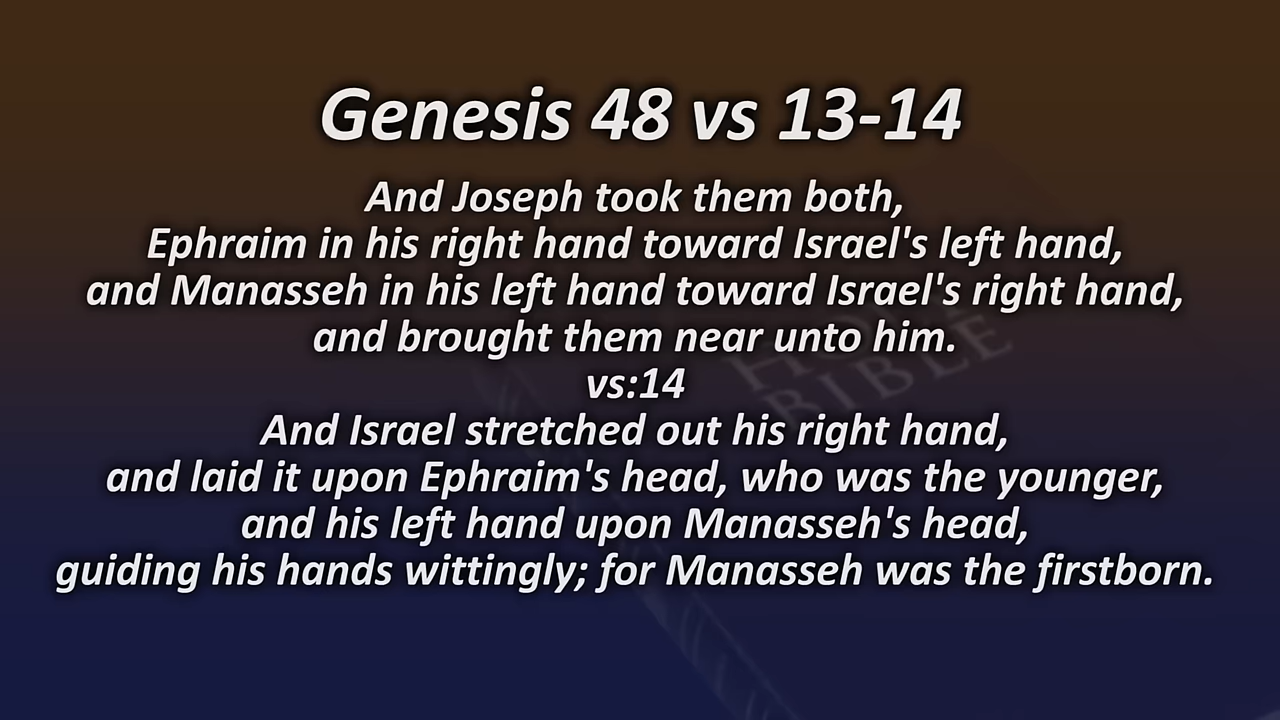 Genesis 48 vs 13-14
And Joseph took them both,
Ephraim in his right hand toward Israel's left hand,
and Manasseh in his left hand toward Israel's right hand,
and brought them near unto him.
vs:14
And Israel stretched out his right hand,
and laid it upon Ephraim's head, who was the younger,
and his left hand upon Manasseh's head,
guiding his hands wittingly; for Manasseh was the firstborn.
HOLY
BIBLE